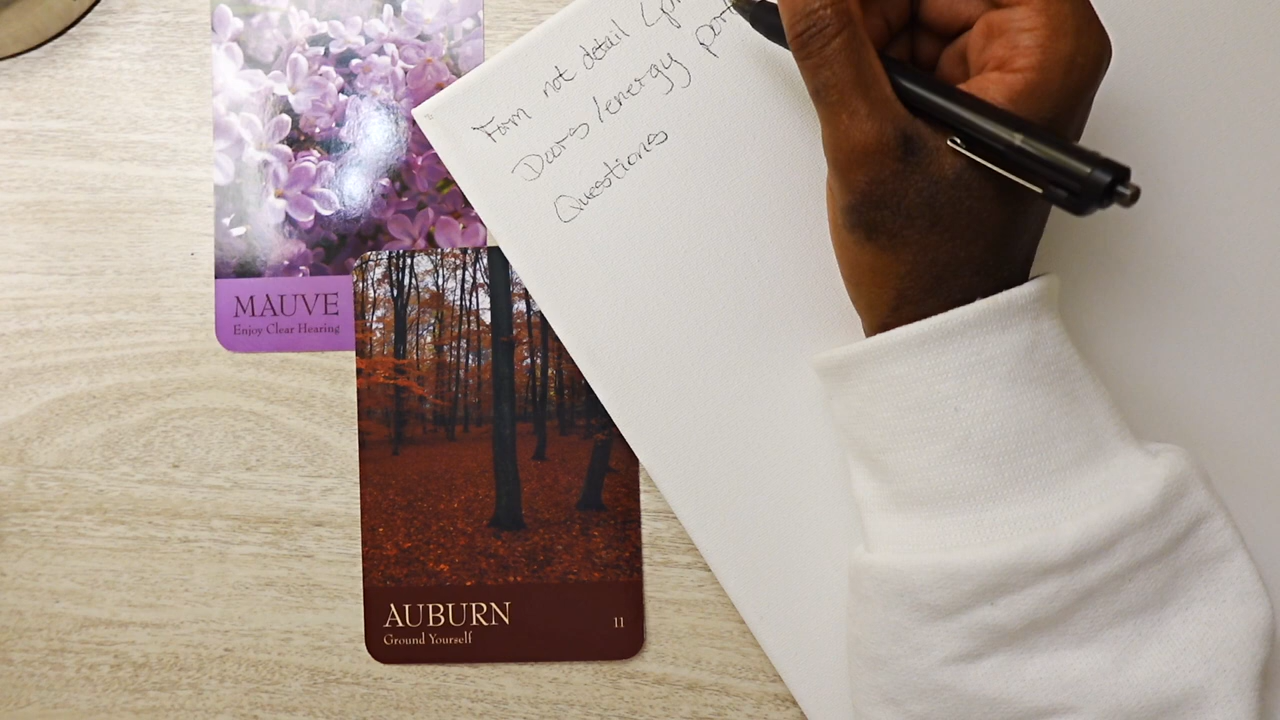 MAUVE
Enjoy Clear Hearing
AUBURN
11
Ground Yourself
Form not detail
Doors/energy
Questions